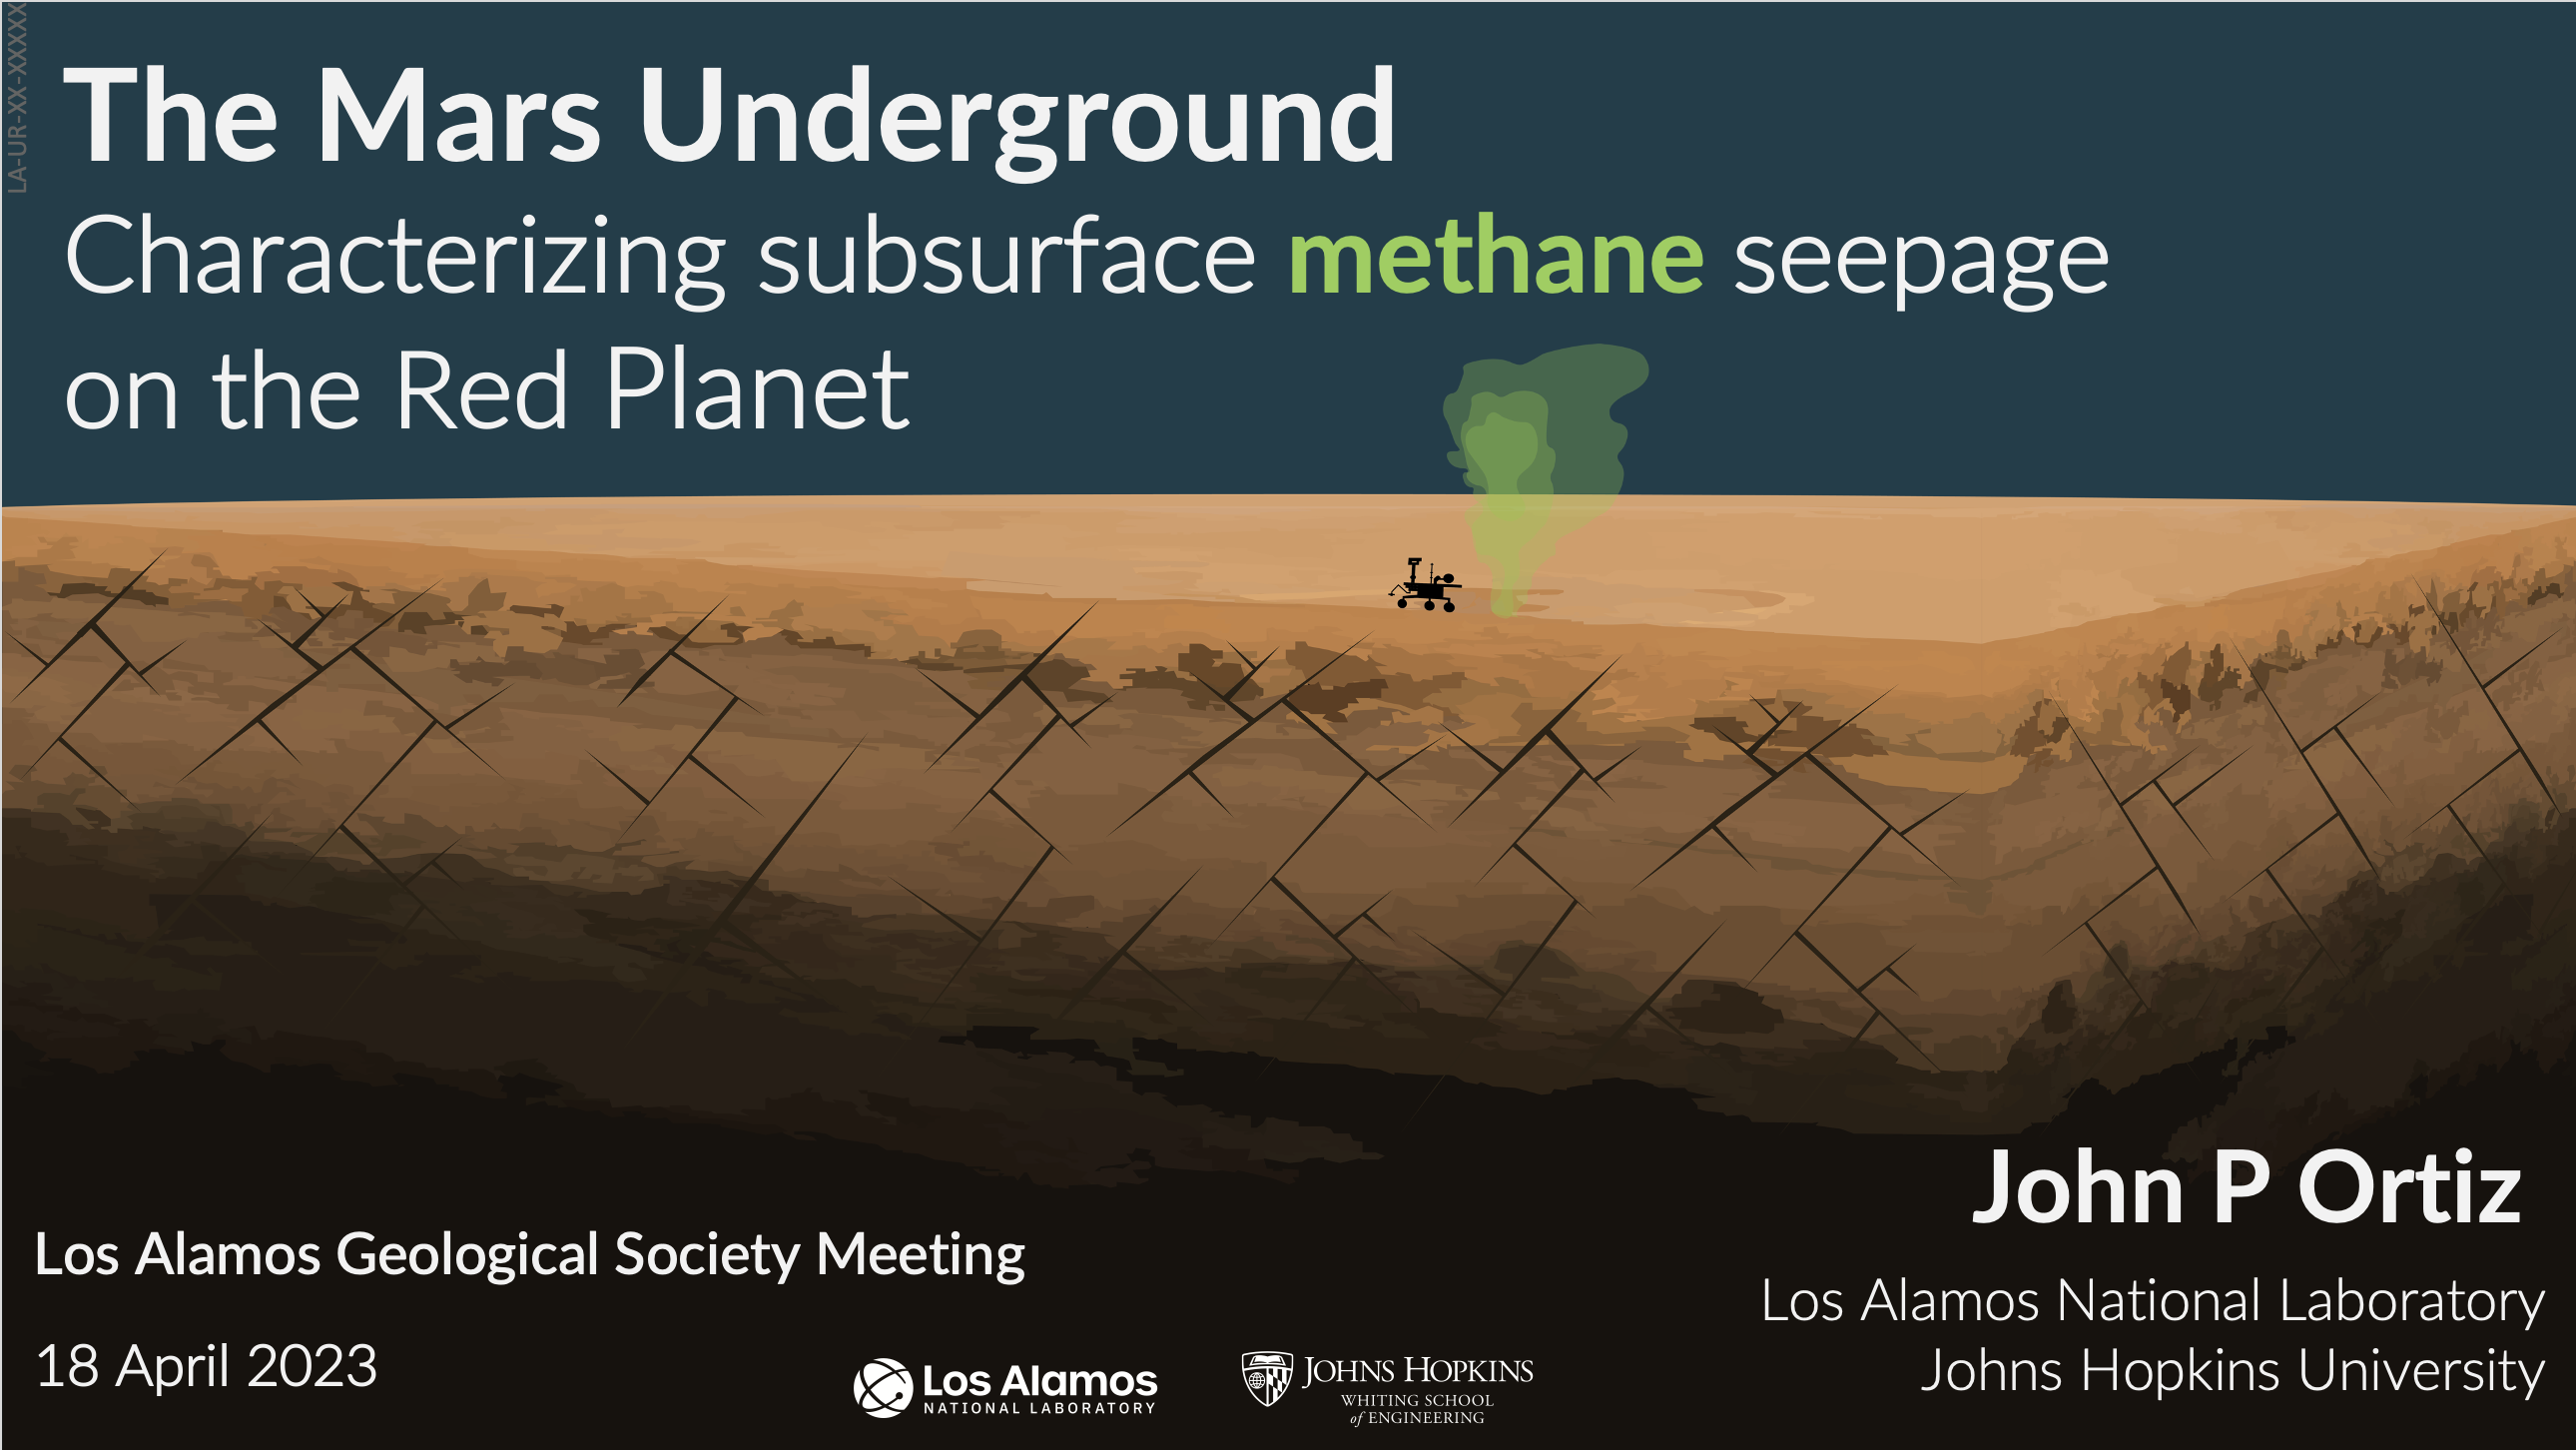 LA-UR-XX-XXXXX
The Mars Underground
Characterizing subsurface methane seepage
on the Red Planet
John P Ortiz
Los Alamos National Laboratory
Johns Hopkins University
Los Alamos Geological Society Meeting
18 April 2023
Los Alamos
NATIONAL LABORATORY
JOHNS HOPKINS
WHITING SCHOOL
of ENGINEERING